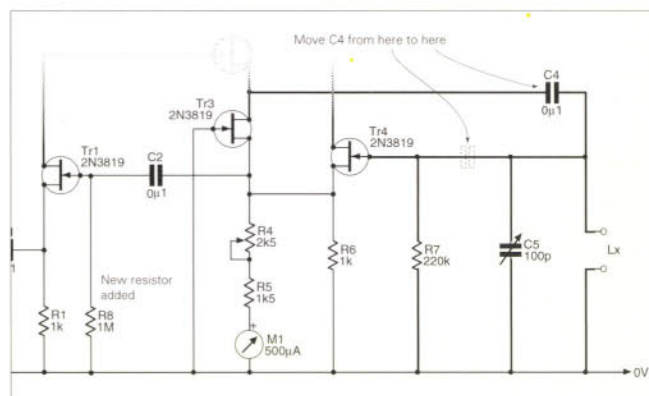 Move C4 from here to here
C4
0µ1
Tr3
2N3819
Tr4
2N3819
Tr1
2N3819
C2
0µ1
R4
2k5
C5
100p
Lx
New resistor
added
R6
1k
R7
220k
R5
1k5
1
R1
1k
R8
1M
+
M1
500µA
0V